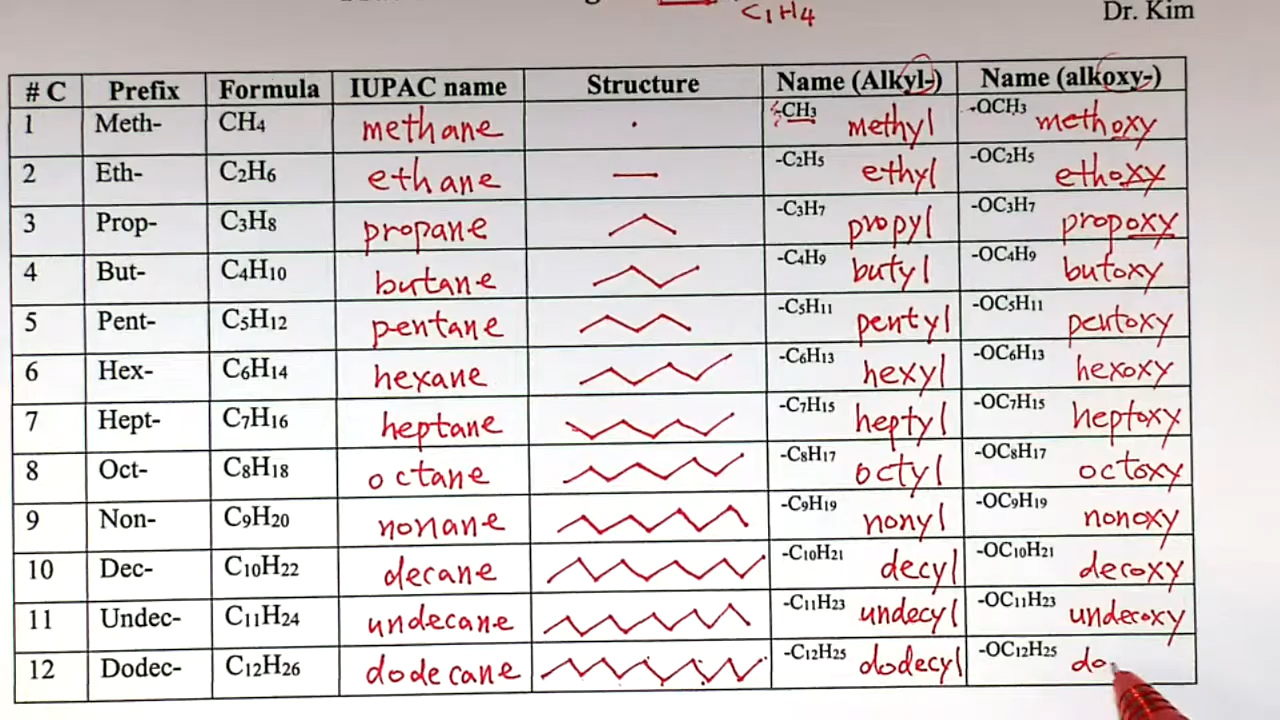 C1H4
Dr. Kim
# C Prefix Formula IUPAC name Structure Name (Alkyl-) Name (alkoxy-)
1 Meth- CH4 methane -CH3 methyl -OCH3 methoxy
2 Eth- C2H6 ethane -C2H5 ethyl -OC2H5 ethoxy
3 Prop- C3H8 propane -C3H7 propyl -OC3H7 propoxy
4 But- C4H10 butane -C4H9 butyl -OC4H9 butoxy
5 Pent- C5H12 pentane -C5H11 pentyl -OC5H11 pentoxy
6 Hex- C6H14 hexane -C6H13 hexyl -OC6H13 hexoxy
7 Hept- C7H16 heptane -C7H15 heptyl -OC7H15 heptoxy
8 Oct- C8H18 octane -C8H17 octyl -OC8H17 octoxy
9 Non- C9H20 nonane -C9H19 nonyl -OC9H19 nonoxy
10 Dec- C10H22 decane -C10H21 decyl -OC10H21 decoxy
11 Undec- C11H24 undecane -C11H23 undecyl -OC11H23 undecoxy
12 Dodec- C12H26 dodecane -C12H25 dodecyl -OC12H25 do